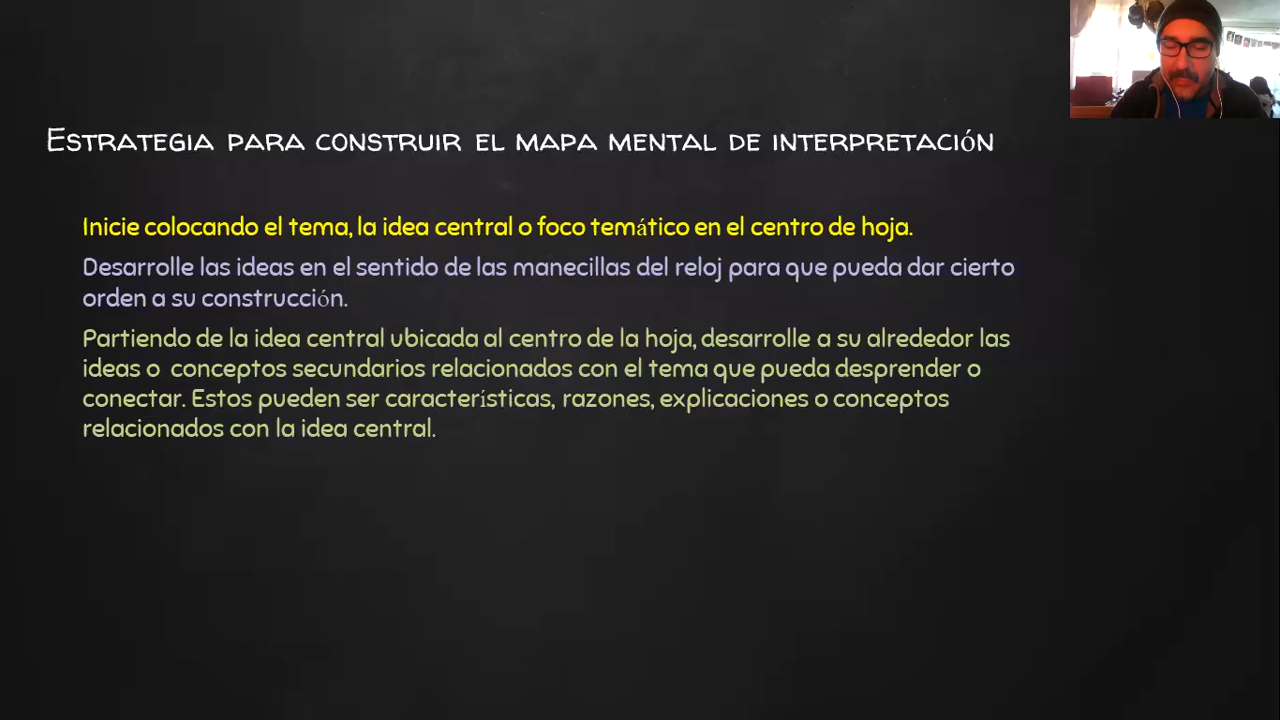 Estrategia para construir el mapa mental de interpretación
Inicie colocando el tema, la idea central o foco temático en el centro de hoja.
Desarrolle las ideas en el sentido de las manecillas del reloj para que pueda dar cierto
orden a su construcción.
Partiendo de la idea central ubicada al centro de la hoja, desarrolle a su alrededor las
ideas o  conceptos secundarios relacionados con el tema que pueda desprender o
conectar. Estos pueden ser características, razones, explicaciones o conceptos
relacionados con la idea central.